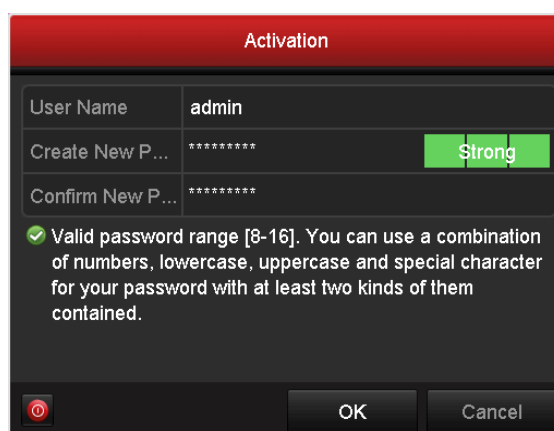 Activation
User Name admin
Create New P... ********* Strong
Confirm New P... *********
Valid password range [8-16]. You can use a combination
of numbers, lowercase, uppercase and special character
for your password with at least two kinds of them
contained.
OK Cancel